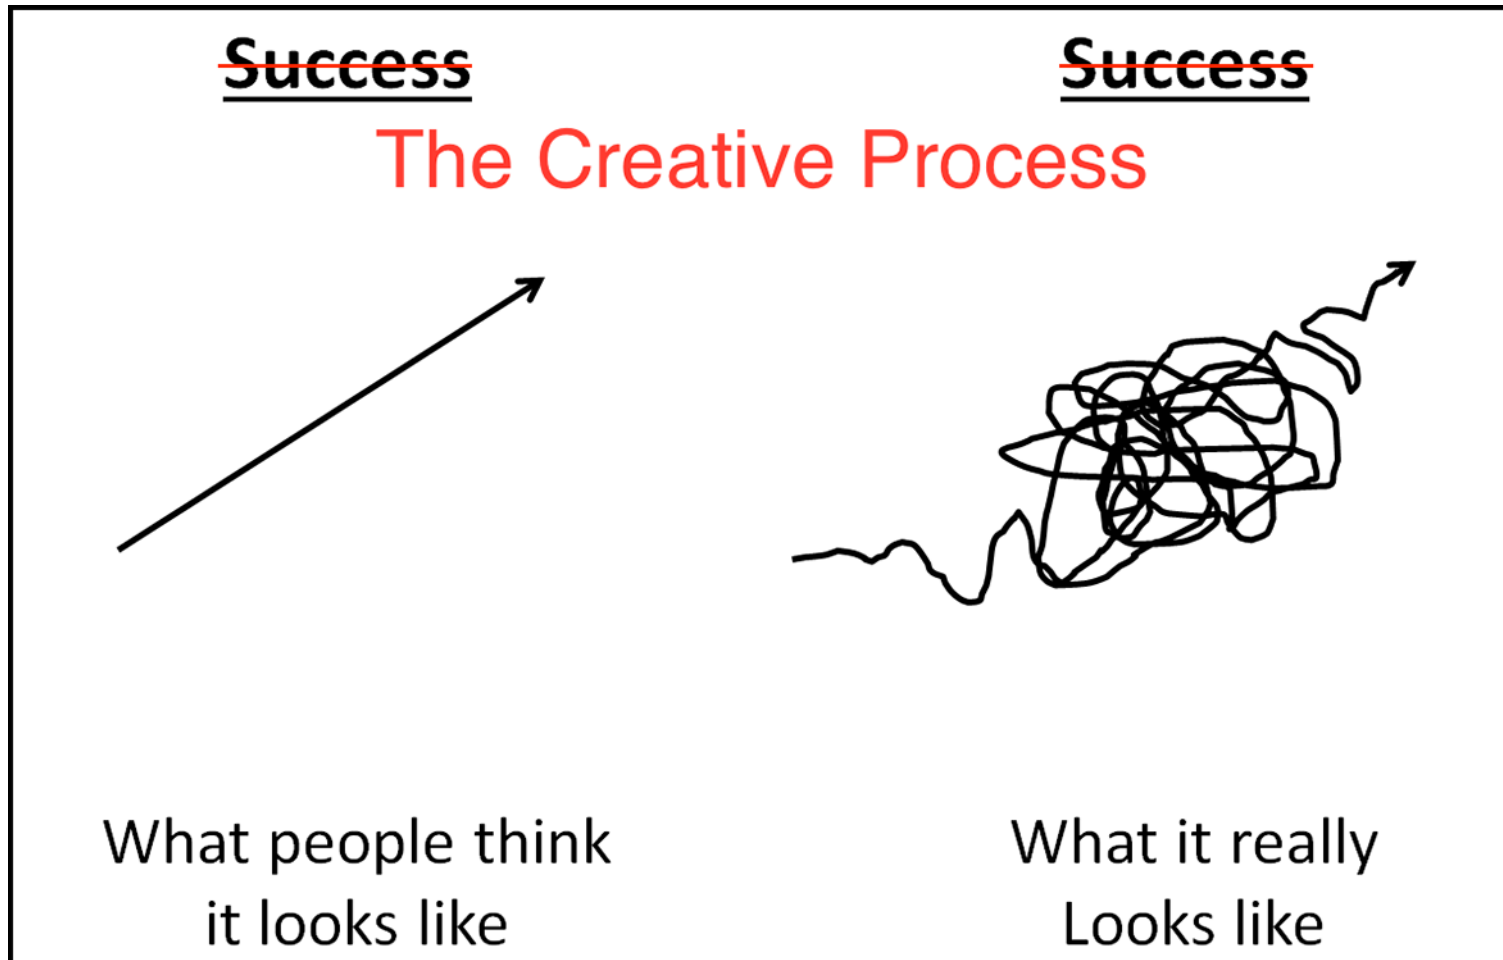 Success
Success
The Creative Process
What people think
it looks like
What it really
Looks like